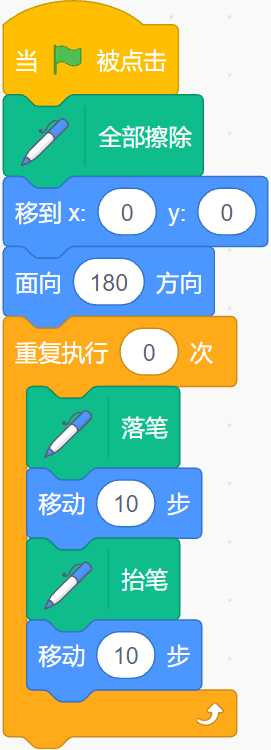 当 被点击
全部擦除
移到 x: 0 y: 0
面向 180 方向
重复执行 0 次
落笔
移动 10 步
抬笔
移动 10 步